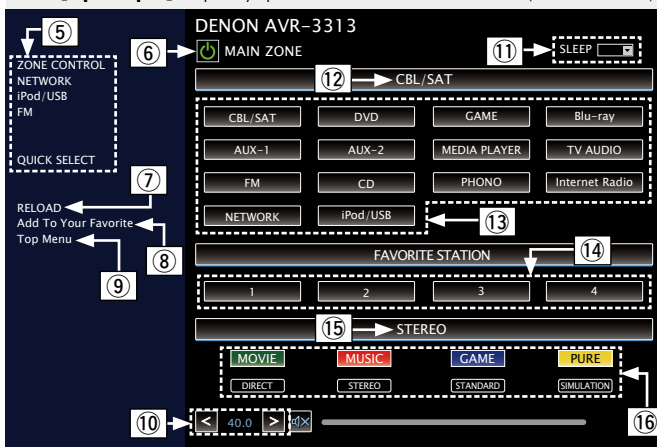 DENON AVR-3313
⑤
⑥ MAIN ZONE
⑪ SLEEP
ZONE CONTROL
NETWORK
iPod/USB
FM
QUICK SELECT
⑫ CBL/SAT
CBL/SAT DVD GAME Blu-ray
AUX-1 AUX-2 MEDIA PLAYER TV AUDIO
FM CD PHONO Internet Radio
NETWORK iPod/USB ⑬
⑦
RELOAD
Add To Your Favorite
Top Menu
⑧
⑨
FAVORITE STATION ⑭
1 2 3 4
⑮ STEREO
MOVIE MUSIC GAME PURE
DIRECT STEREO STANDARD SIMULATION
⑩ < 40.0 > ⑯